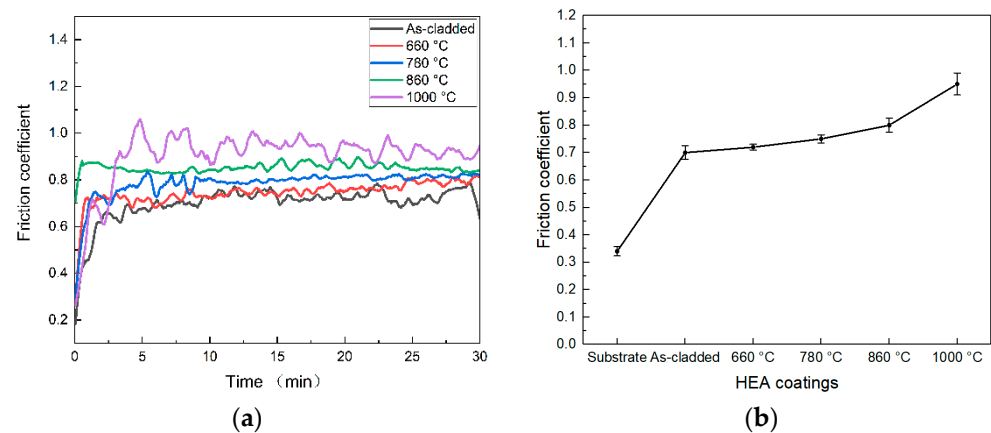 As-cladded
660 °C
780 °C
860 °C
1000 °C
1.4
1.2
1.0
0.8
0.6
0.4
0.2
Friction coefficient
0
5
10
15
20
25
30
Time （min）
(a)
1.2
1.1
1.0
0.9
0.8
0.7
0.6
0.5
0.4
0.3
0.2
0.1
0.0
Friction coefficient
Substrate As-cladded 660 °C 780 °C 860 °C 1000 °C
HEA coatings
(b)